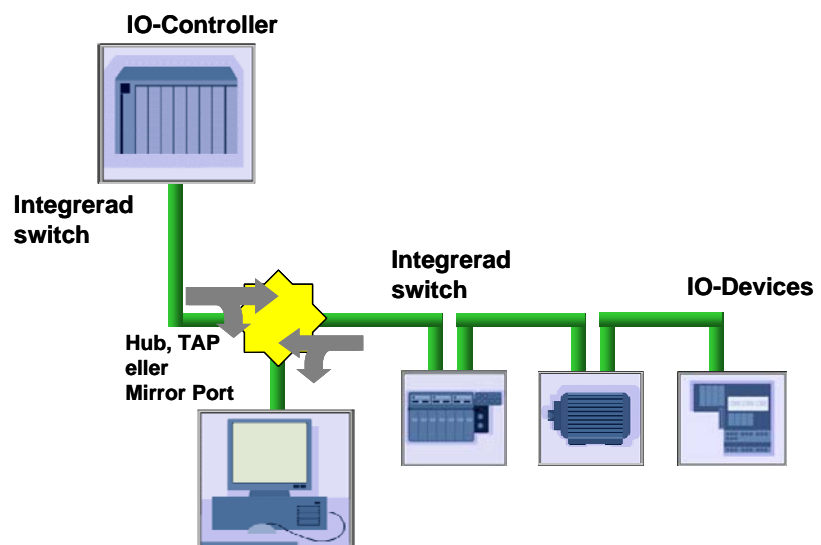 IO-Controller
Integrerad
switch
Integrerad
switch
IO-Devices
Hub, TAP
eller
Mirror Port